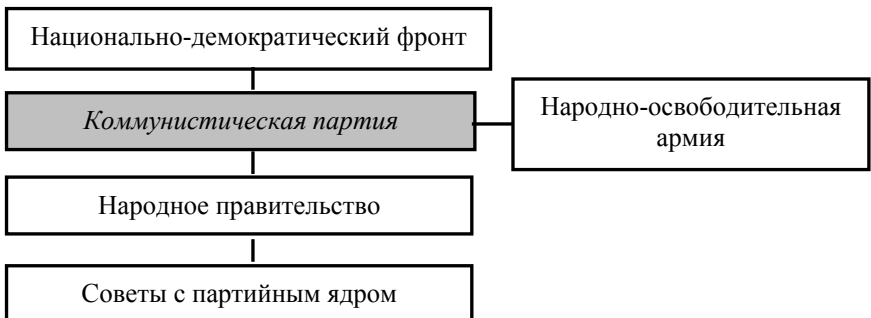 Национально-демократический фронт
Коммунистическая партия
Народно-освободительная
армия
Народное правительство
Советы с партийным ядром